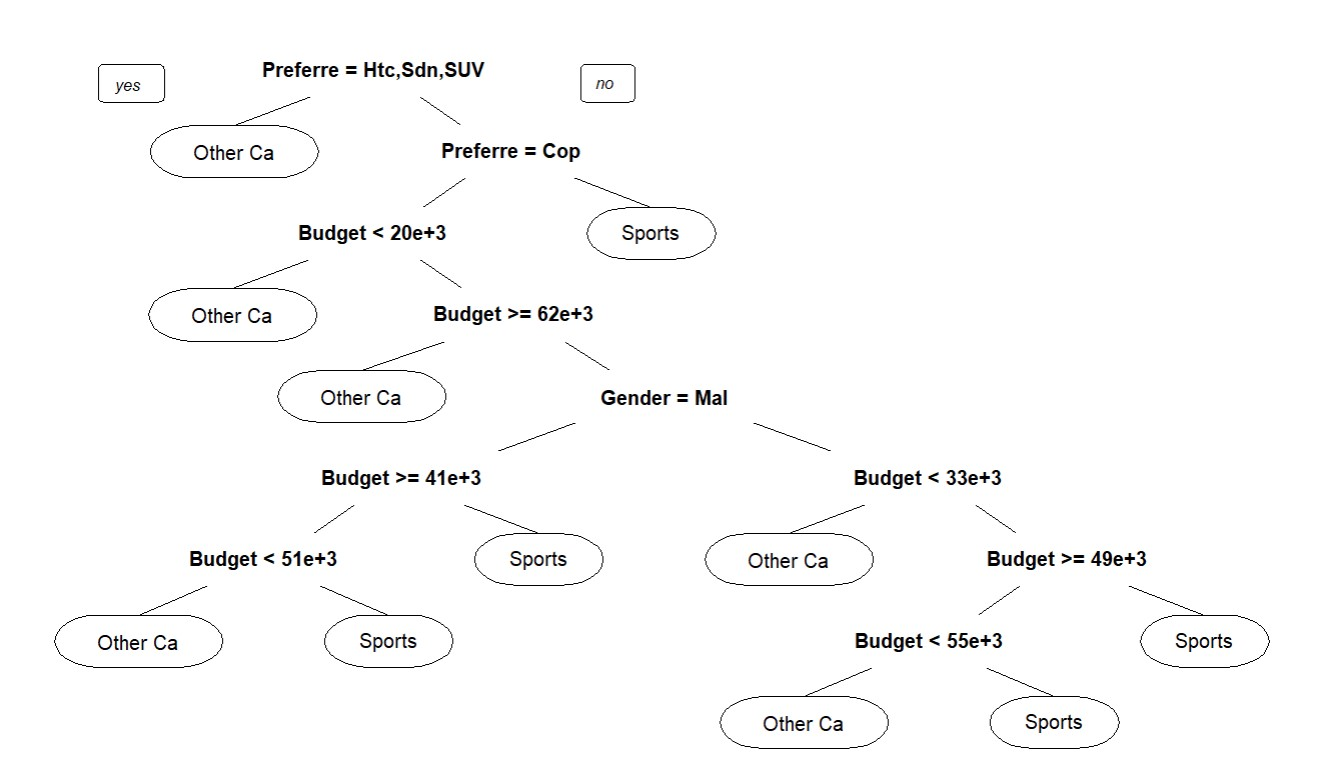 Preferre = Htc,Sdn,SUV
yes
no
Other Ca
Preferre = Cop
Budget < 20e+3
Sports
Other Ca
Budget >= 62e+3
Other Ca
Gender = Mal
Budget >= 41e+3
Budget < 33e+3
Budget < 51e+3
Sports
Other Ca
Budget >= 49e+3
Other Ca
Sports
Budget < 55e+3
Sports
Other Ca
Sports